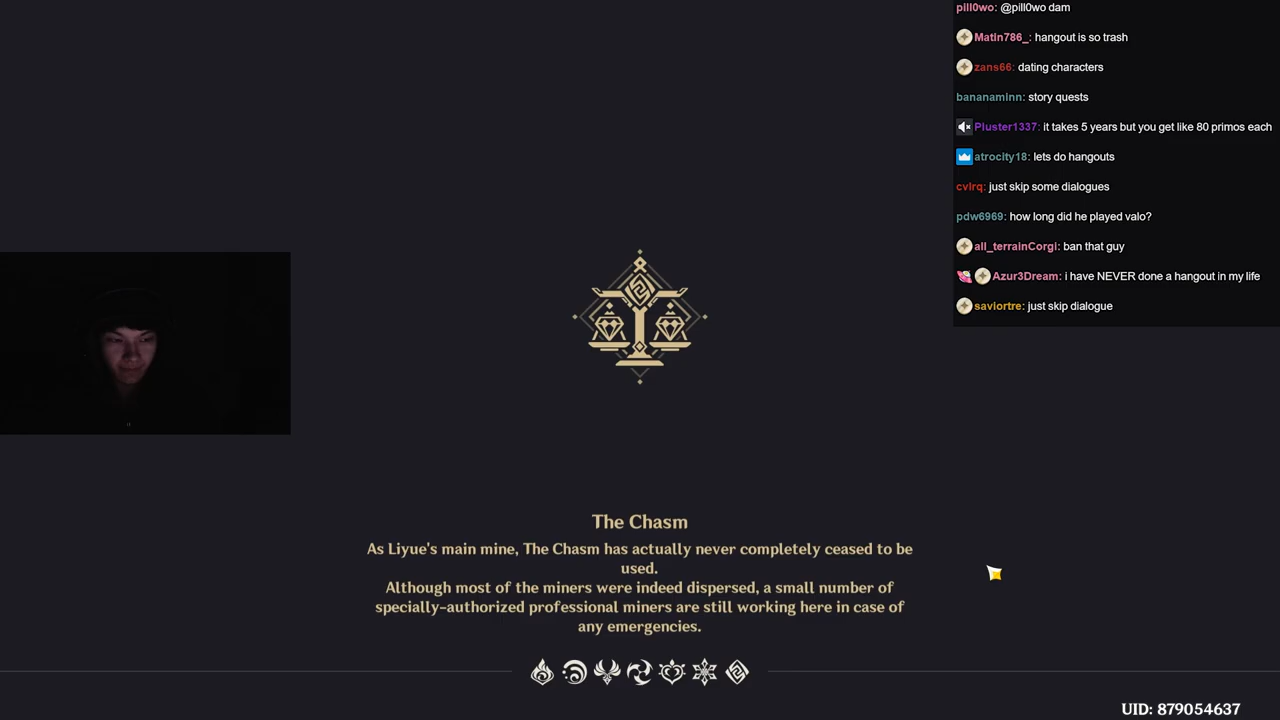 pill0wo: @pill0wo dam
Matin786_: hangout is so trash
zans66: dating characters
bananaminn: story quests
Pluster1337: it takes 5 years but you get like 80 primos each
atrocity18: lets do hangouts
cvlrq: just skip some dialogues
pdw6969: how long did he played valo?
all_terrainCorgi: ban that guy
Azur3Dream: i have NEVER done a hangout in my life
saviortre: just skip dialogue
The Chasm
As Liyue's main mine, The Chasm has actually never completely ceased to be
used.
Although most of the miners were indeed dispersed, a small number of
specially-authorized professional miners are still working here in case of
any emergencies.
UID: 879054637